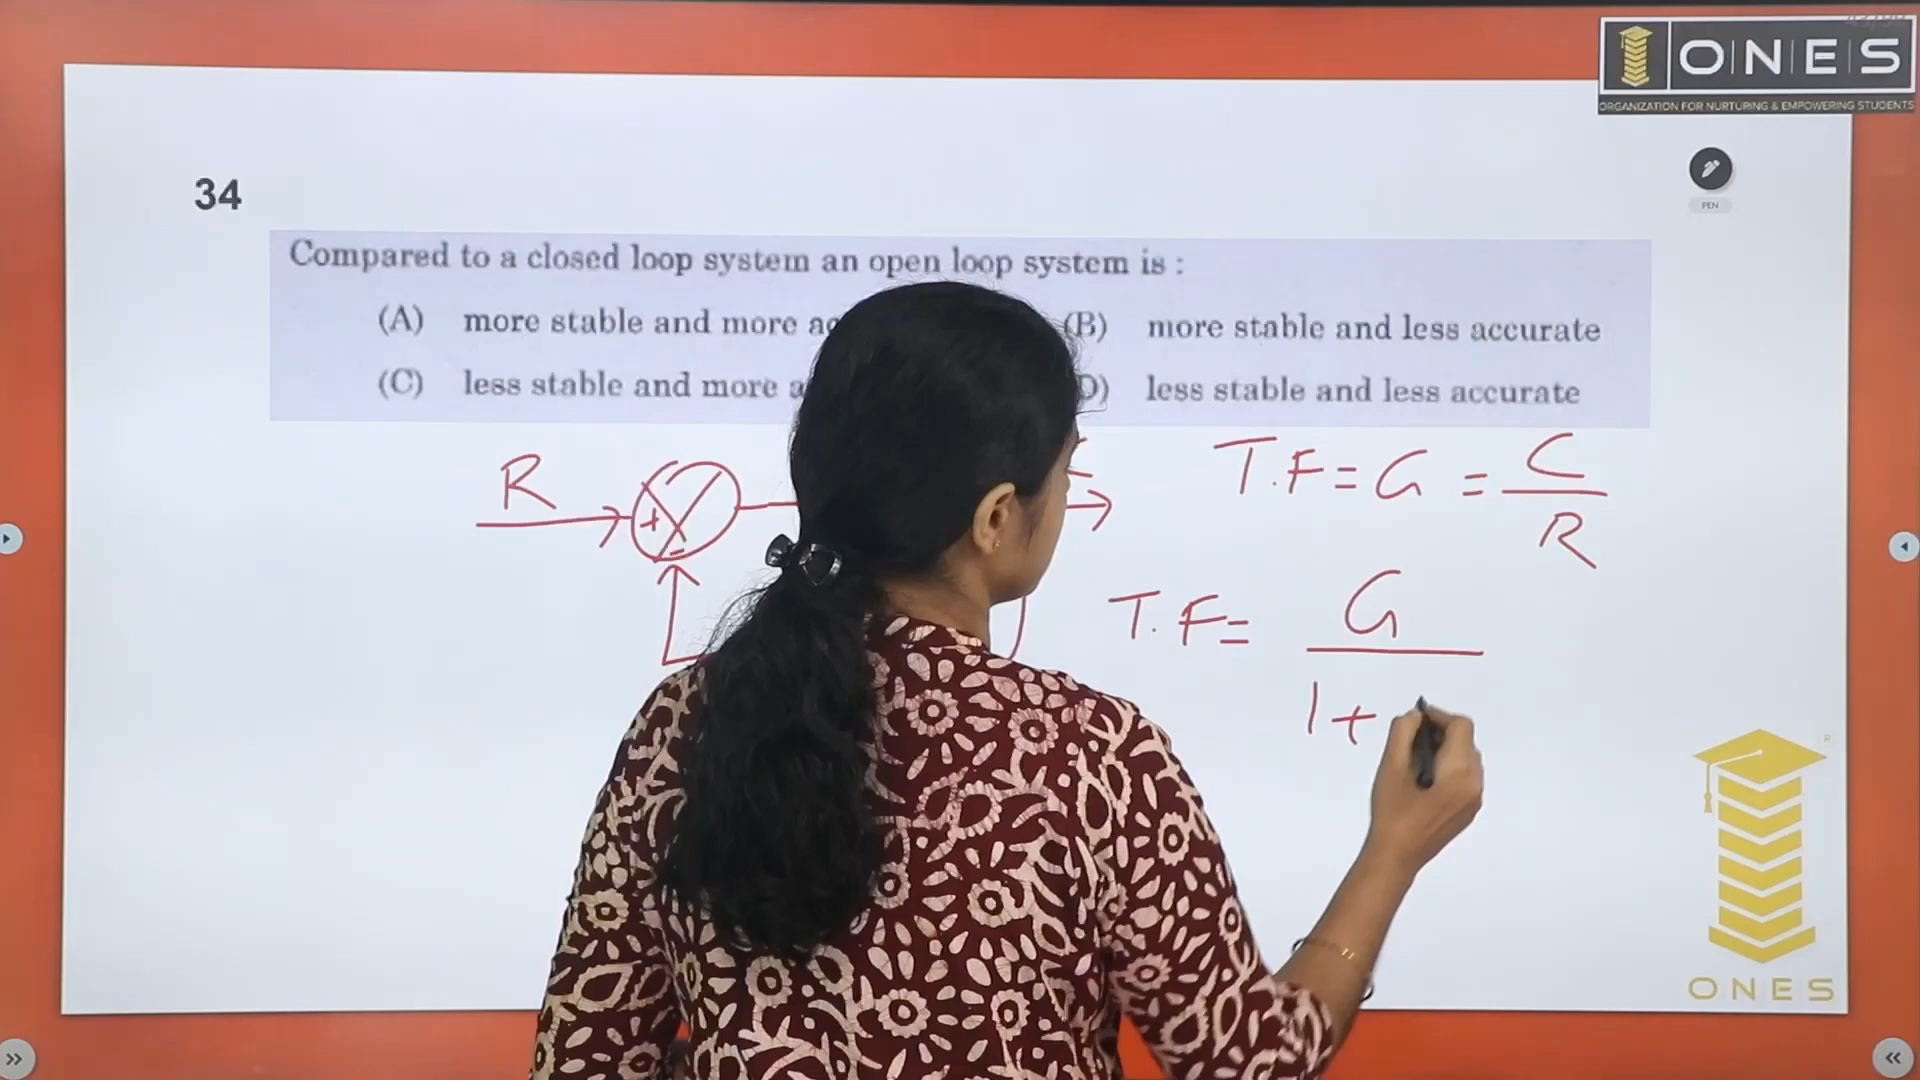 ONES
ORGANIZATION FOR NURTURING & EMPOWERING STUDENTS
PEN
34
Compared to a closed loop system an open loop system is :
(A) more stable and more
(B) more stable and less accurate
(C) less stable and more
D) less stable and less accurate
R
+
-
T.F = G = C
R
T.F = G
1+
ONES